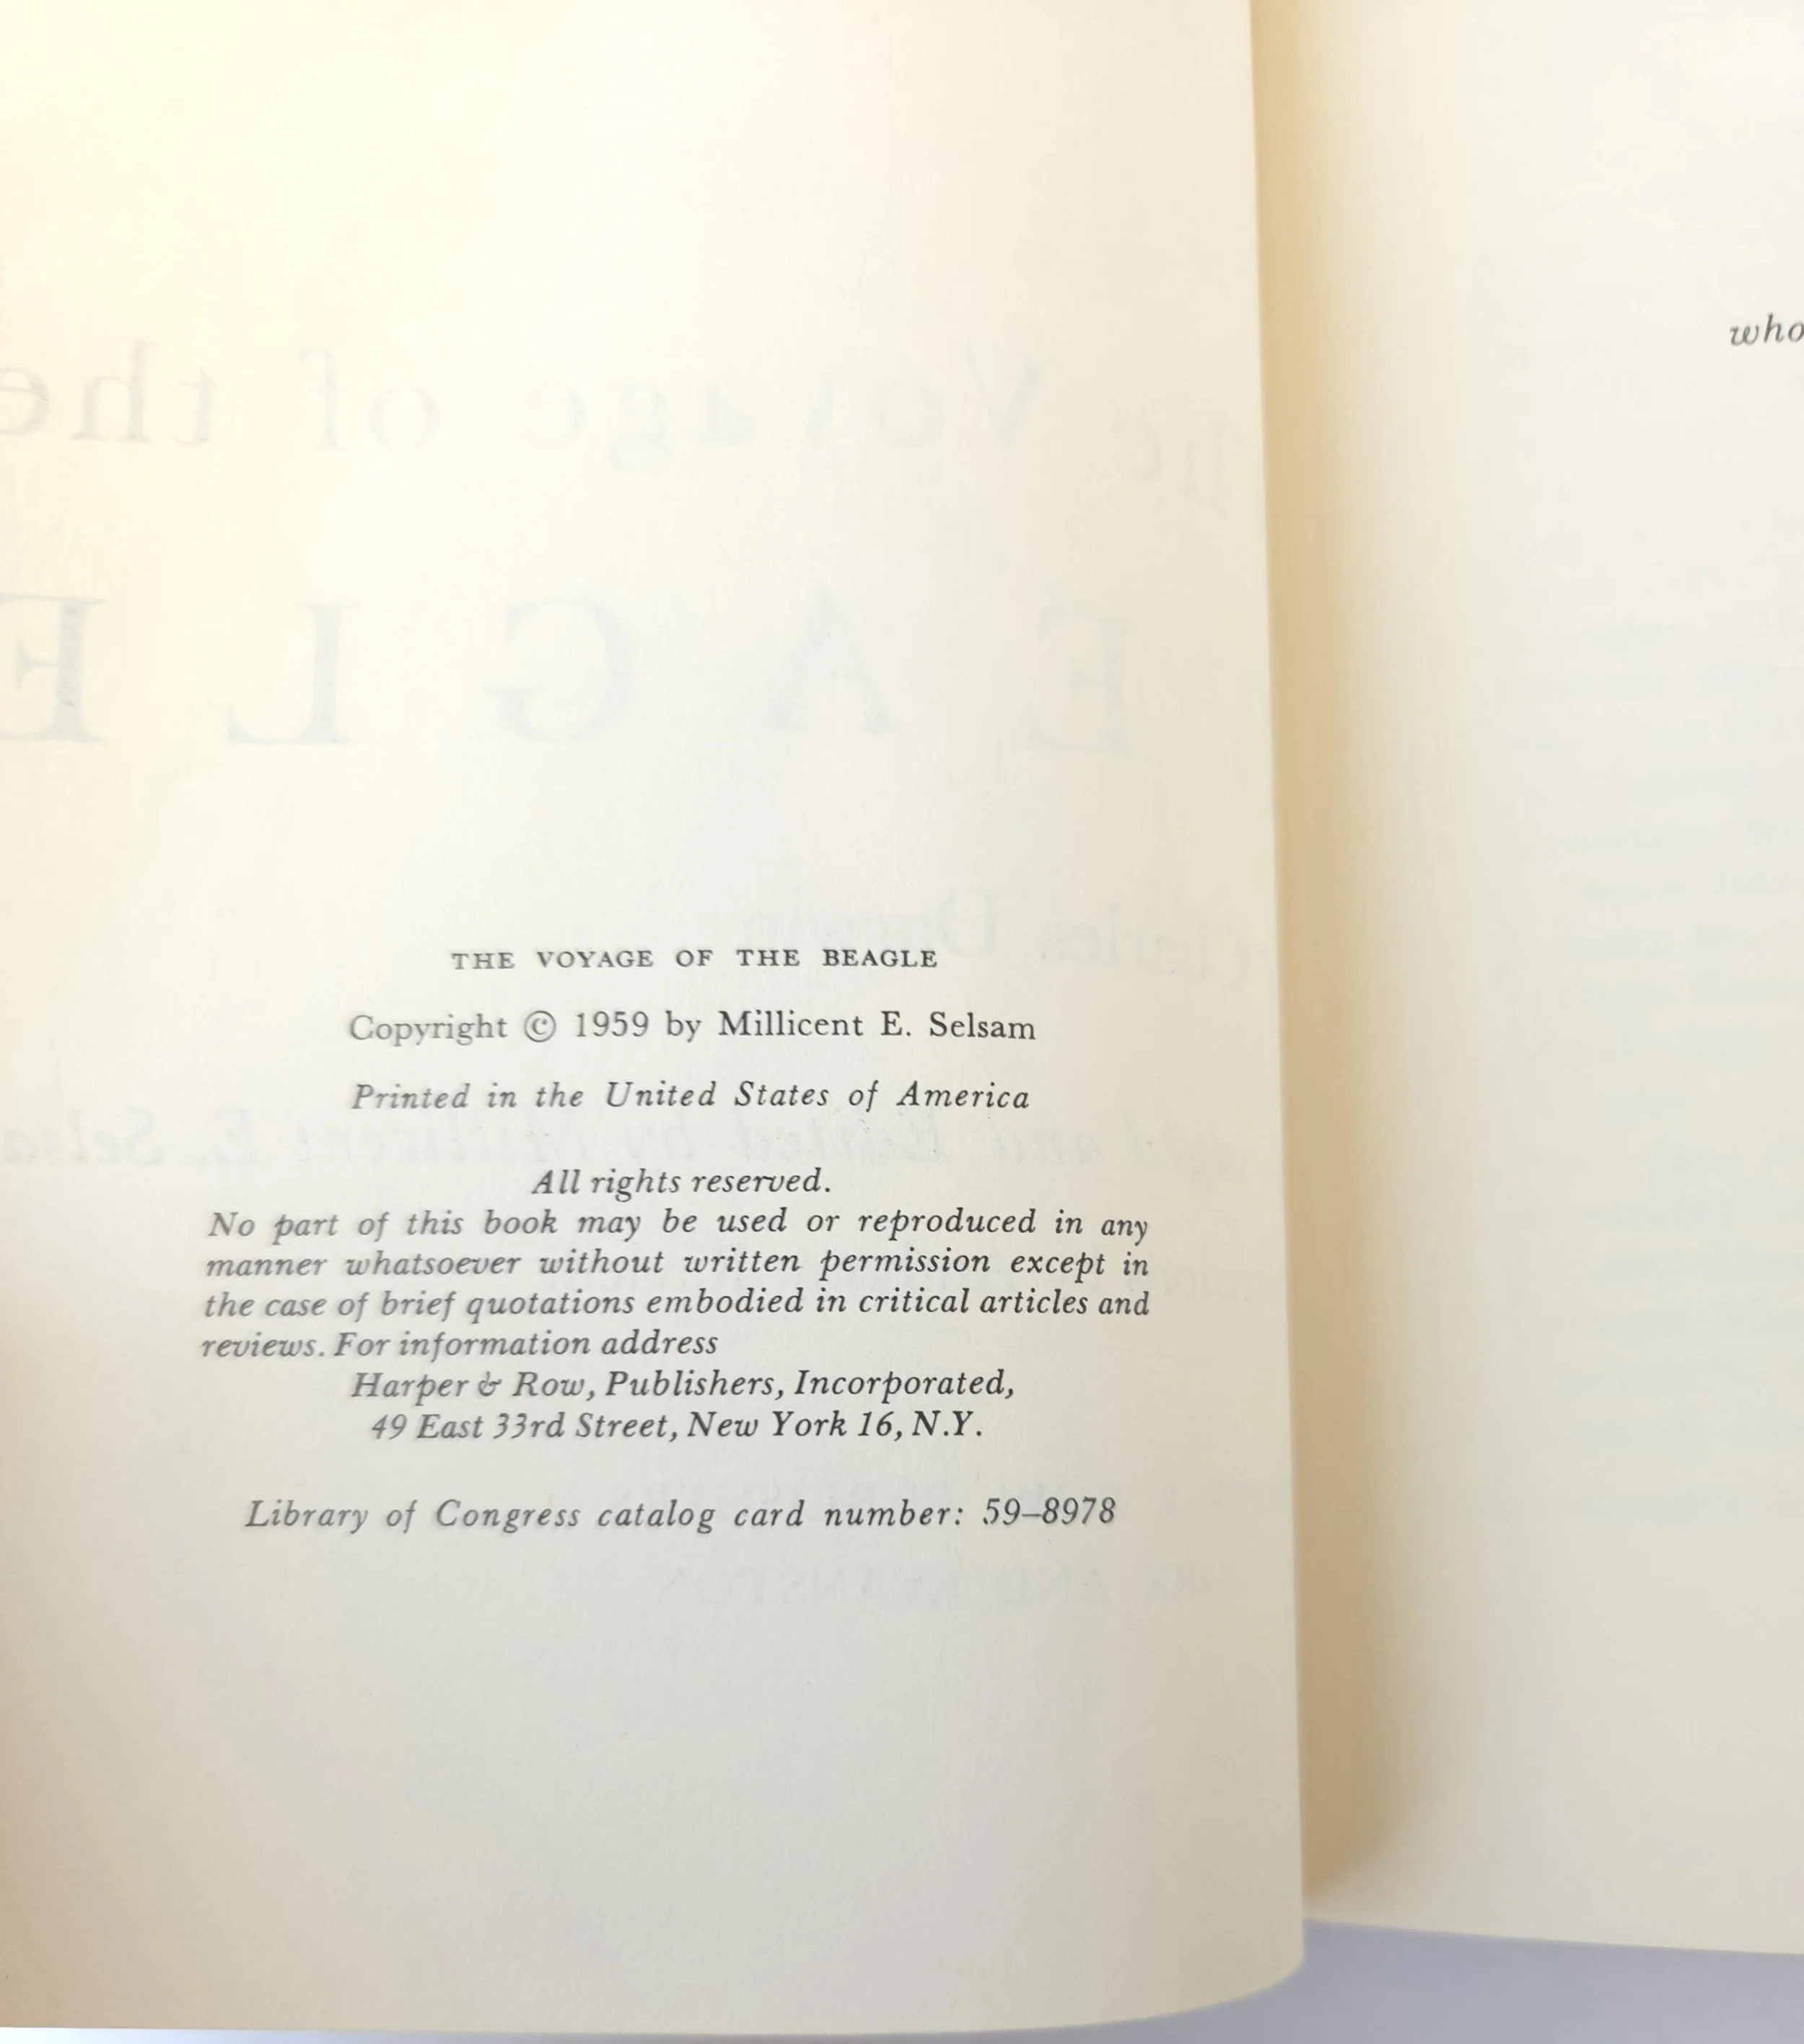 THE VOYAGE OF THE BEAGLE
Copyright © 1959 by Millicent E. Selsam
Printed in the United States of America
All rights reserved.
No part of this book may be used or reproduced in any
manner whatsoever without written permission except in
the case of brief quotations embodied in critical articles and
reviews. For information address
Harper & Row, Publishers, Incorporated,
49 East 33rd Street, New York 16, N.Y.
Library of Congress catalog card number: 59–8978
who